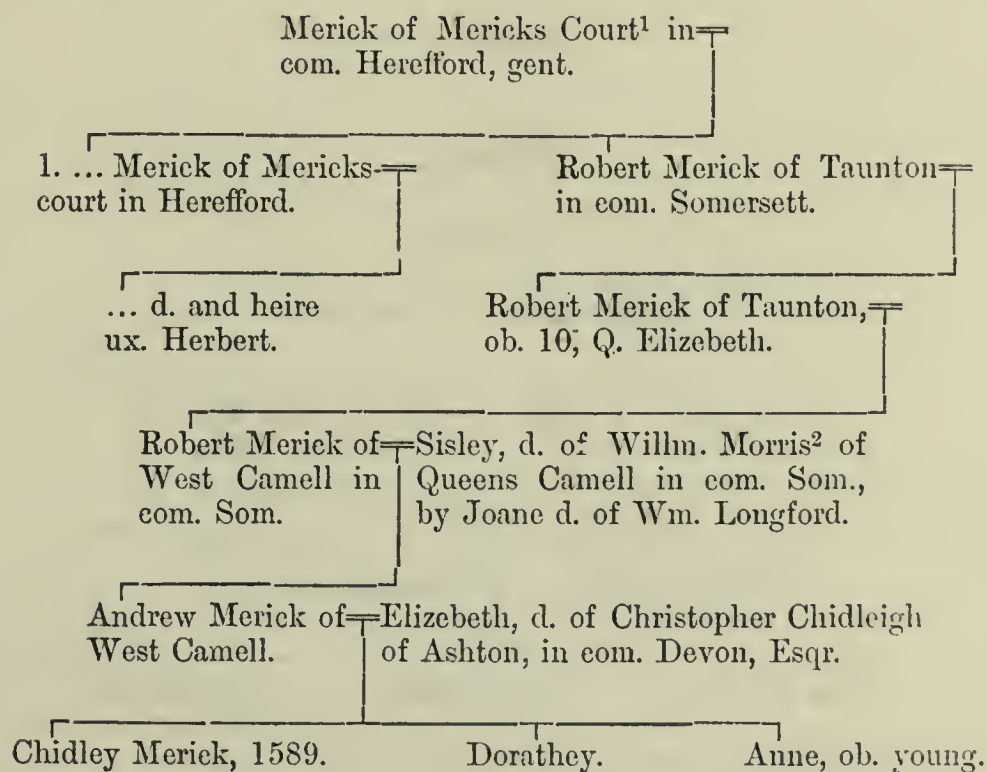 Merick of Mericks Court¹ in
com. Herefford, gent.
1. ... Merick of Mericks-
court in Herefford.
Robert Merick of Taunton
in com. Somersett.
... d. and heire
ux. Herbert.
Robert Merick of Taunton,
ob. 10, Q. Elizebeth.
Robert Merick of
West Camell in
com. Som.
Sisley, d. of Willm. Morris² of
Queens Camell in com. Som.,
by Joane d. of Wm. Longford.
Andrew Merick of
West Camell.
Elizebeth, d. of Christopher Chidleigh
of Ashton, in com. Devon, Esqr.
Chidley Merick, 1589.
Dorathey.
Anne, ob. young.